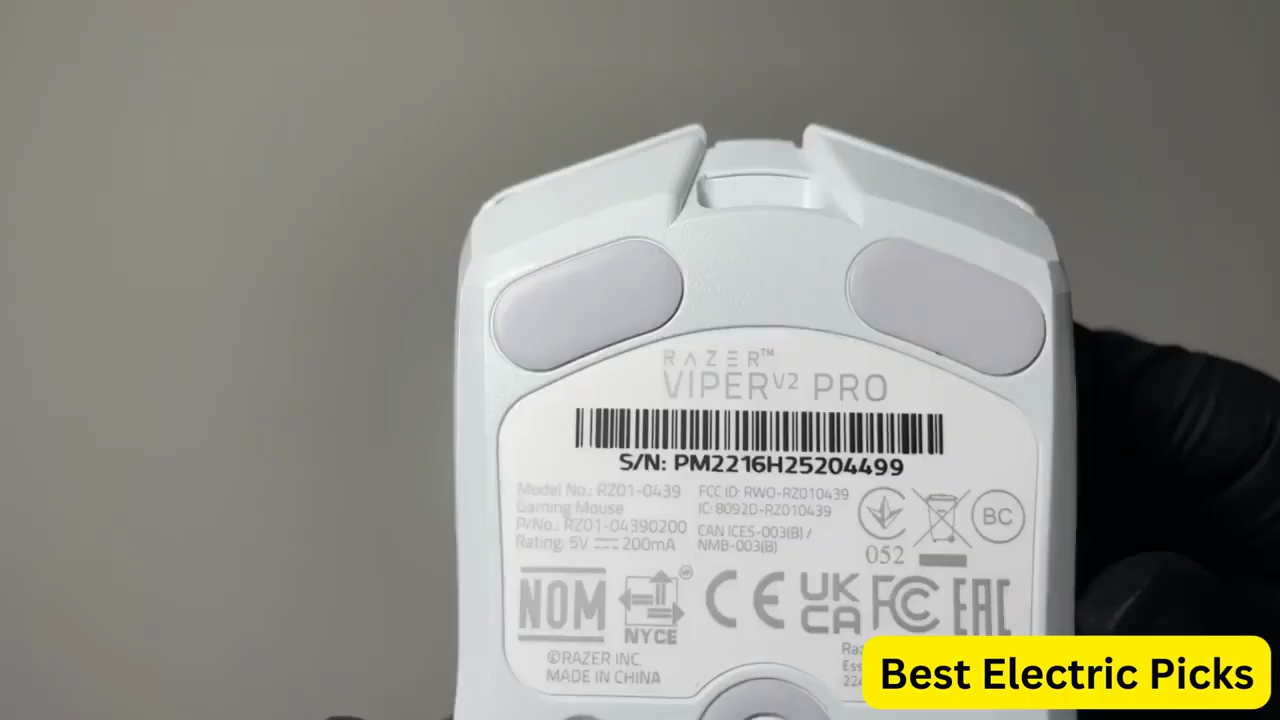 RAZER™
VIPER V2 PRO
S/N: PM2216H25204499
Model No.: RZ01-0439
Gaming Mouse
P/No.: RZ01-04390200
Rating: 5V ⎓ 200mA
FCC ID: RWO-RZ010439
IC: 8092D-RZ010439
CAN ICES-003(B) /
NMB-003(B)
052
BC
NOM
NYCE
CE
UK
CA
FC
EAC
©RAZER INC.
MADE IN CHINA
Best Electric Picks